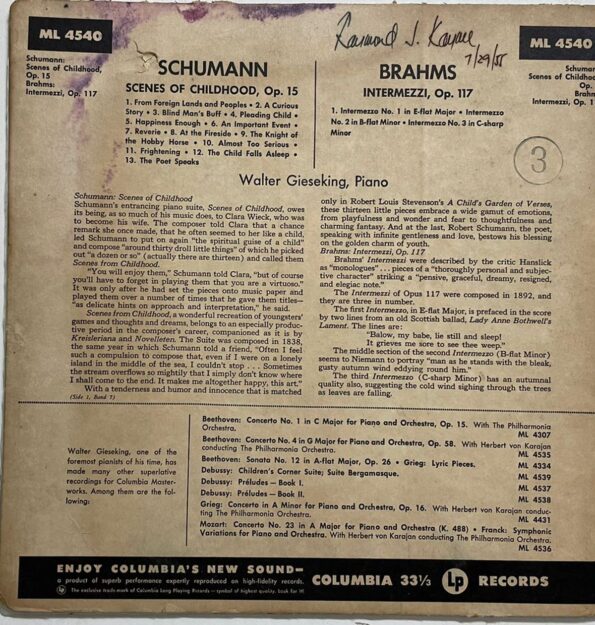 ML 4540
Raymond J.
7/29/55
ML 4540
Schumann:
Scenes of Childhood,
Op. 15
Brahms:
Intermezzi, Op. 117
SCHUMANN
SCENES OF CHILDHOOD, Op. 15
1. From Foreign Lands and Peoples • 2. A Curious
Story • 3. Blind Man's Buff • 4. Pleading Child •
5. Happiness Enough • 6. An Important Event •
7. Reverie • 8. At the Fireside • 9. The Knight of
the Hobby Horse • 10. Almost Too Serious •
11. Frightening • 12. The Child Falls Asleep •
13. The Poet Speaks
BRAHMS
INTERMEZZI, Op. 117
1. Intermezzo No. 1 in E-flat Major • Intermezzo
No. 2 in B-flat Minor • Intermezzo No. 3 in C-sharp
Minor
Schuman
Scenes of Childhoo
Op.
Brahm
Intermezzi, Op. 1
3
Walter Gieseking, Piano
Schumann: Scenes of Childhood
Schumann's entrancing piano suite, Scenes of Childhood, owes
its being, as so much of his music does, to Clara Wieck, who was
to become his wife. The composer told Clara that a chance
remark she once made, that he often seemed to her like a child,
led Schumann to put on again "the spiritual guise of a child"
and compose "around thirty droll little things" of which he picked
out "a dozen or so" (actually there are thirteen) and called them
Scenes from Childhood.
"You will enjoy them," Schumann told Clara, "but of course
you'll have to forget in playing them that you are a virtuoso."
It was only after he had set the pieces onto music paper and
played them over a number of times that he gave them titles—
"as delicate hints on approach and interpretation," he said.
Scenes from Childhood, a wonderful recreation of youngsters'
games and thoughts and dreams, belongs to an especially produc-
tive period in the composer's career, companioned as it is by
Kreisleriana and Novelleten. The Suite was composed in 1838,
the same year in which Schumann told a friend, "Often I feel
such a compulsion to compose that, even if I were on a lonely
island in the middle of the sea, I couldn't stop . . . Sometimes
the stream overflows so mightily that I simply don't know where
I shall come to the end. It makes me altogether happy, this art."
With a tenderness and humor and innocence that is matched
(Side 1, Band 7)
only in Robert Louis Stevenson's A Child's Garden of Verses,
these thirteen little pieces embrace a wide gamut of emotions,
from playfulness and wonder and fear to thoughtfulness and
charming fantasy. And at the last, Robert Schumann, the poet,
speaking with infinite gentleness and love, bestows his blessing
on the golden charm of youth.
Brahms: Intermezzi, Op. 117
Brahms' Intermezzi were described by the critic Hanslick
as "monologues" . . . pieces of a "thoroughly personal and subjec-
tive character" striking a "pensive, graceful, dreamy, resigned,
and elegiac note."
The Intermezzi of Opus 117 were composed in 1892, and
they are three in number.
The first Intermezzo, in E-flat Major, is prefaced in the score
by two lines from an old Scottish ballad, Lady Anne Bothwell's
Lament. The lines are:
"Balow, my babe, lie still and sleep!
It grieves me sore to see thee weep."
The middle section of the second Intermezzo (B-flat Minor)
seems to Niemann to portray "man as he stands with the bleak,
gusty autumn wind eddying round him."
The third Intermezzo (C-sharp Minor) has an autumnal
quality also, suggesting the cold wind sighing through the trees
as leaves are falling.
Walter Gieseking, one of the
foremost pianists of his time, has
made many other superlative
recordings for Columbia Master-
works. Among them are the fol-
lowing:
Beethoven: Concerto No. 1 in C Major for Piano and Orchestra, Op. 15. With The Philharmonia
Orchestra. ML 4307
Beethoven: Concerto No. 4 in G Major for Piano and Orchestra, Op. 58. With Herbert von Karajan
conducting The Philharmonia Orchestra. ML 4535
Beethoven: Sonata No. 12 in A-flat Major, Op. 26 • Grieg: Lyric Pieces. ML 4334
Debussy: Children's Corner Suite; Suite Bergamasque. ML 4539
Debussy: Préludes—Book I. ML 4537
Debussy: Préludes—Book II. ML 4538
Grieg: Concerto in A Minor for Piano and Orchestra, Op. 16. With Herbert von Karajan conduc-
ting The Philharmonia Orchestra. ML 4431
Mozart: Concerto No. 23 in A Major for Piano and Orchestra (K. 488) • Franck: Symphonic
Variations for Piano and Orchestra. With Herbert von Karajan conducting The Philharmonia Orchestra.
ML 4536
ENJOY COLUMBIA'S NEW SOUND—
a product of superb performance expertly reproduced on high-fidelity records.
The exclusive trade mark of Columbia Long Playing Records — symbol of highest quality. Look for it!
COLUMBIA 33⅓ Lp RECORDS